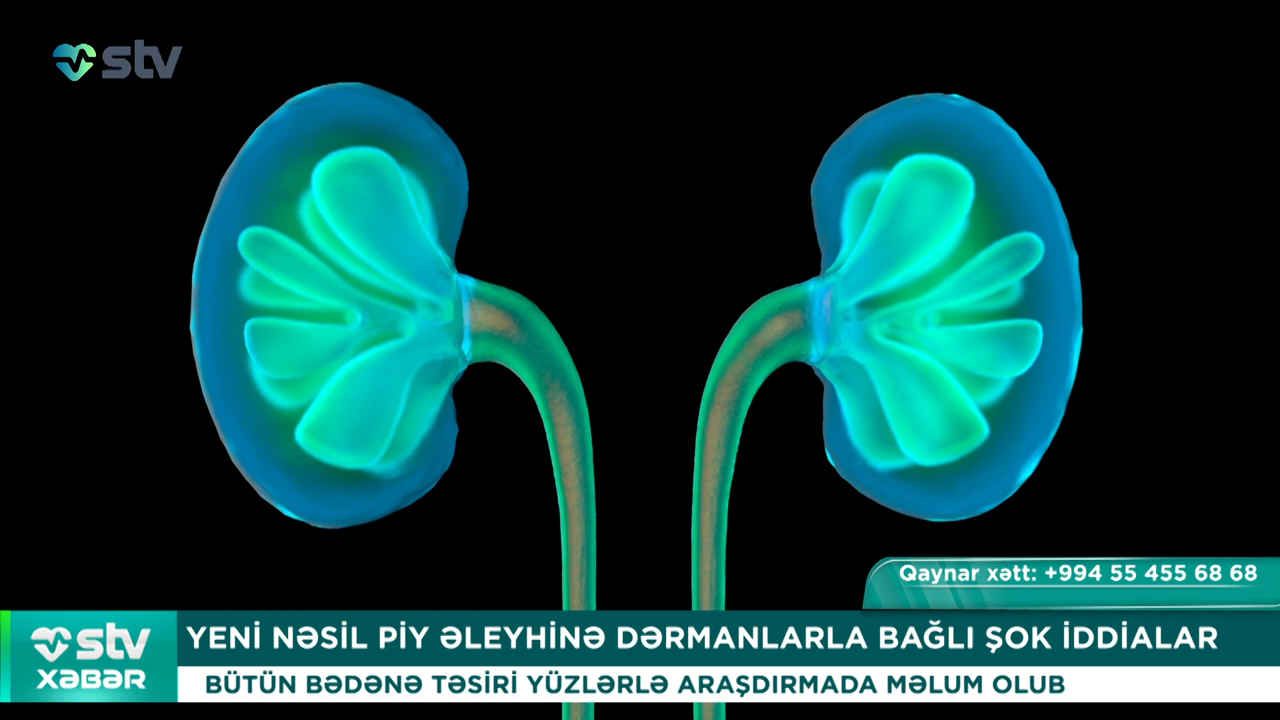 stv
Qaynar xətt: +994 55 455 68 68
stv
XƏBƏR
YENİ NƏSİL PİY ƏLEYHİNƏ DƏRMANLARLA BAĞLI ŞOK İDDİALAR
BÜTÜN BƏDƏNƏ TƏSİRİ YÜZLƏRLƏ ARAŞDIRMADA MƏLUM OLUB